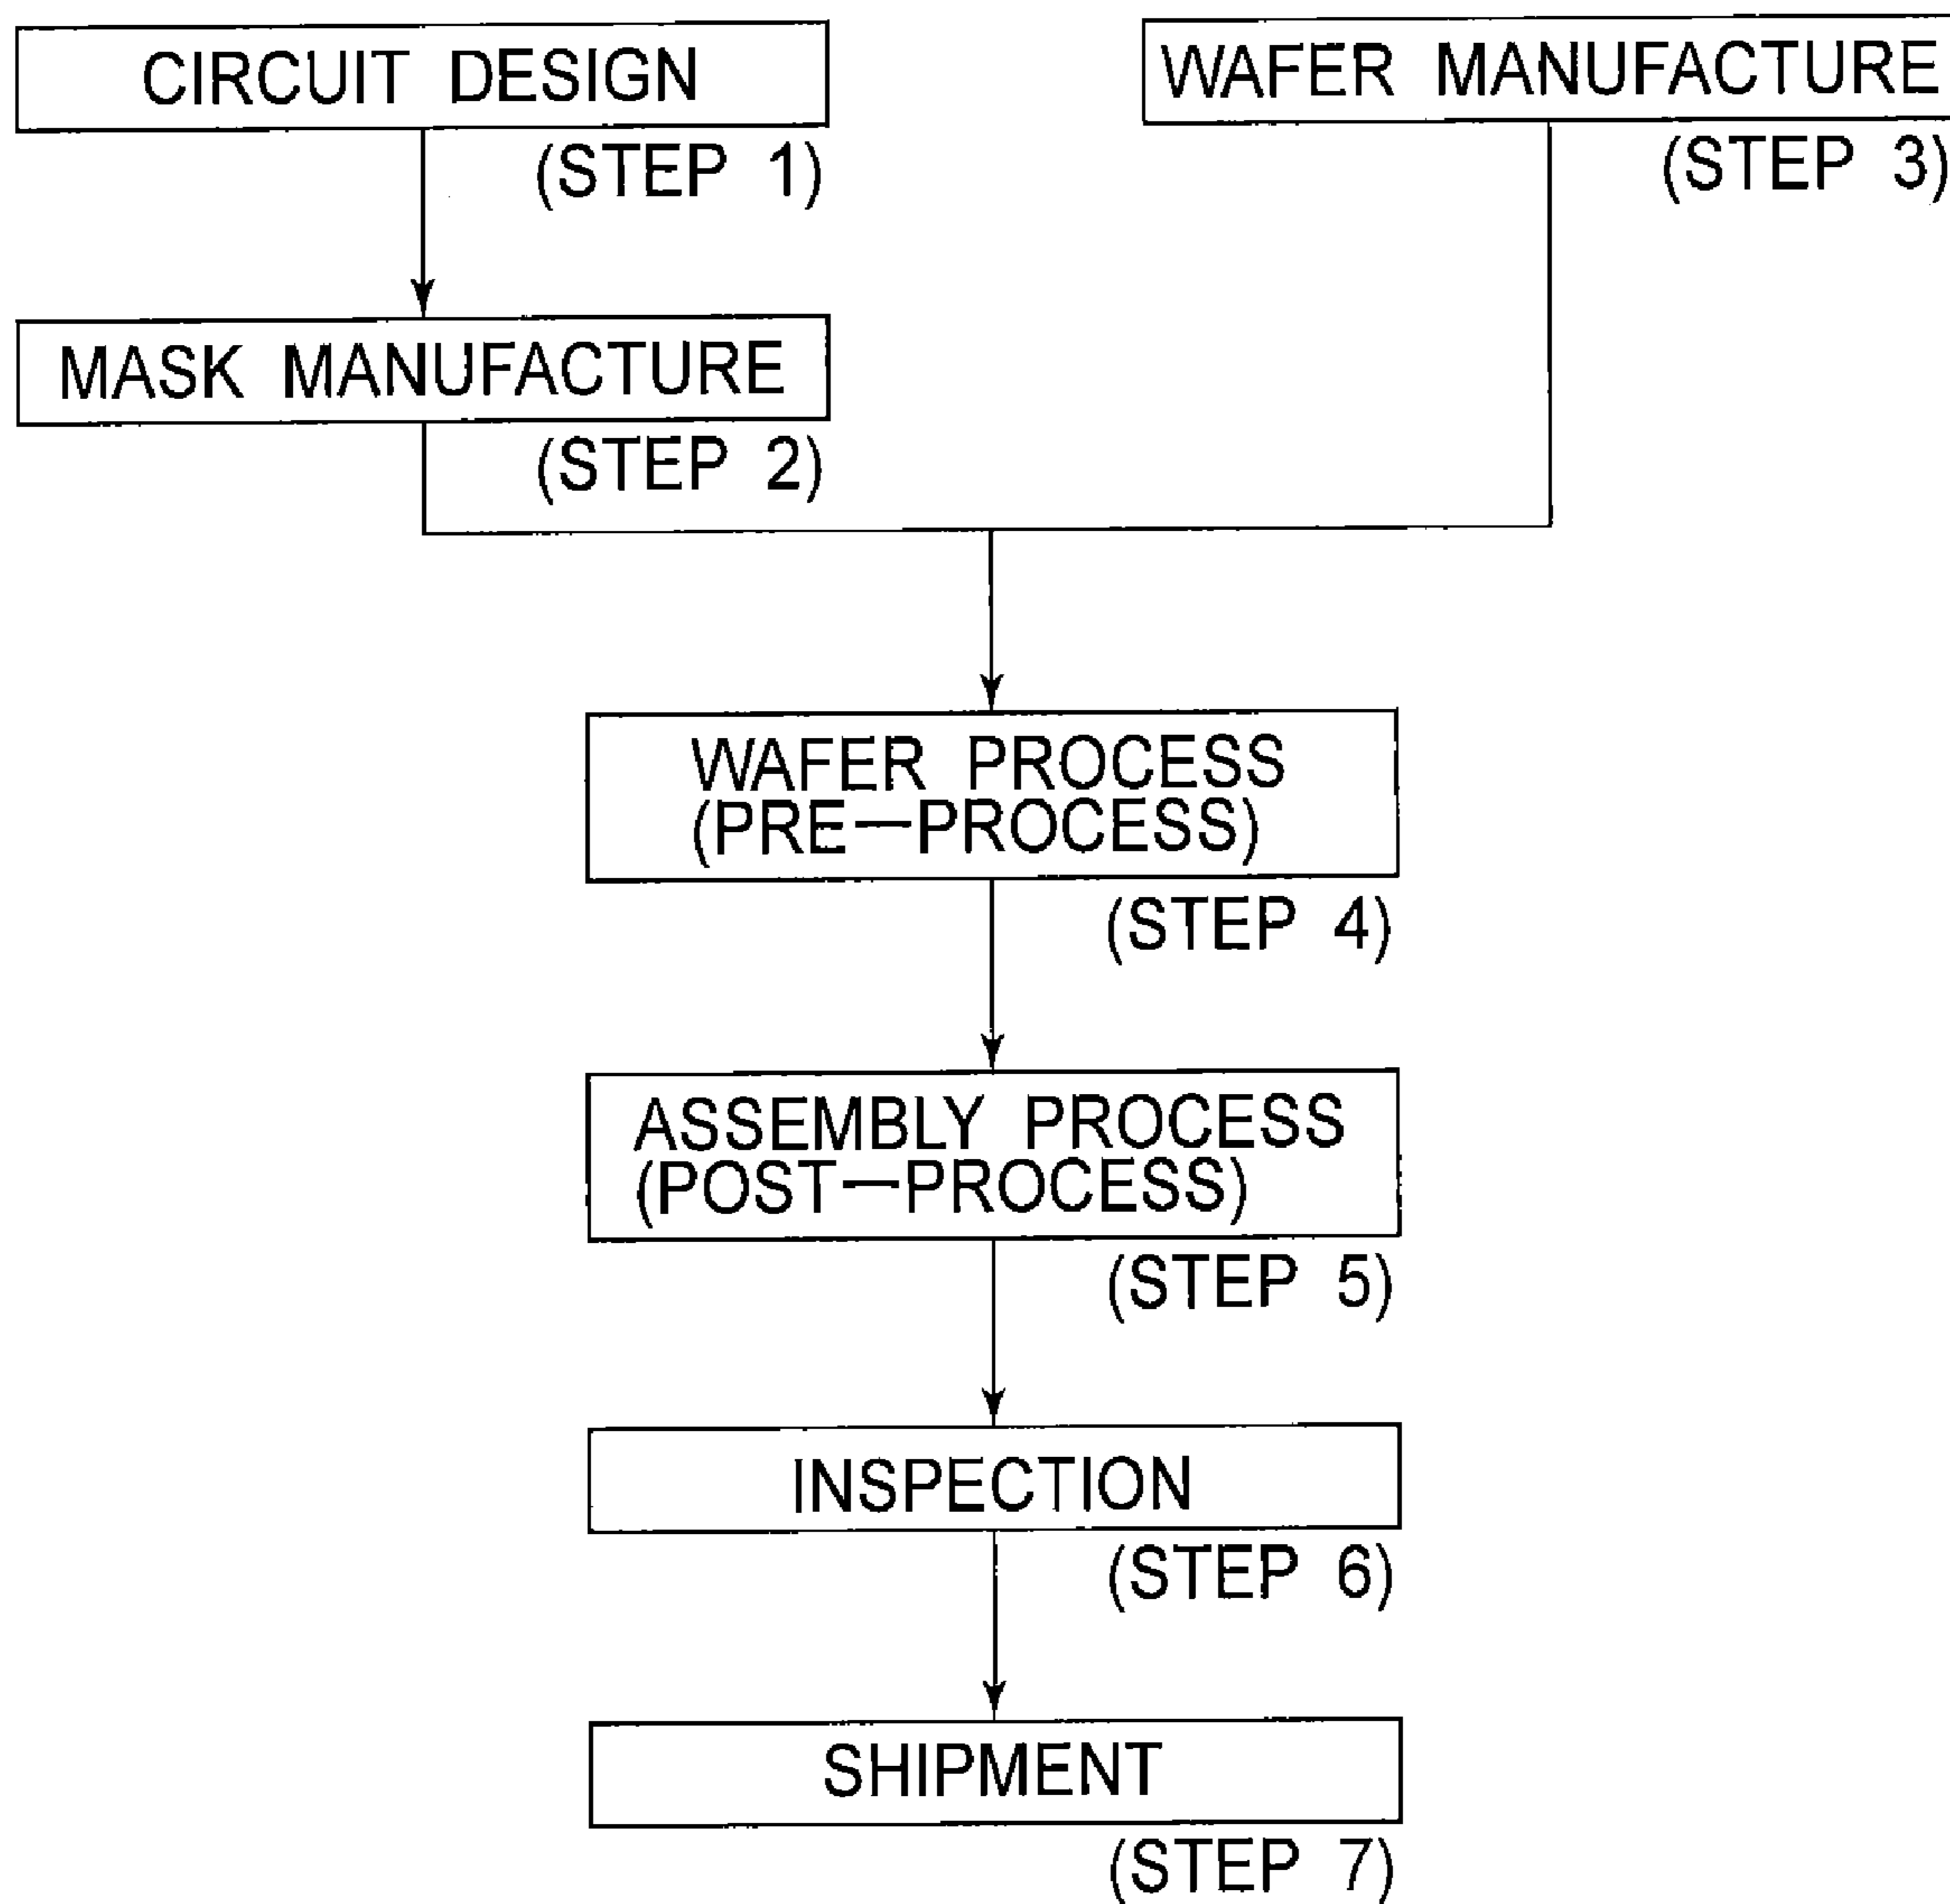 CIRCUIT DESIGN
(STEP 1)
WAFER MANUFACTURE
(STEP 3)
MASK MANUFACTURE
(STEP 2)
WAFER PROCESS
(PRE—PROCESS)
(STEP 4)
ASSEMBLY PROCESS
(POST—PROCESS)
(STEP 5)
INSPECTION
(STEP 6)
SHIPMENT
(STEP 7)